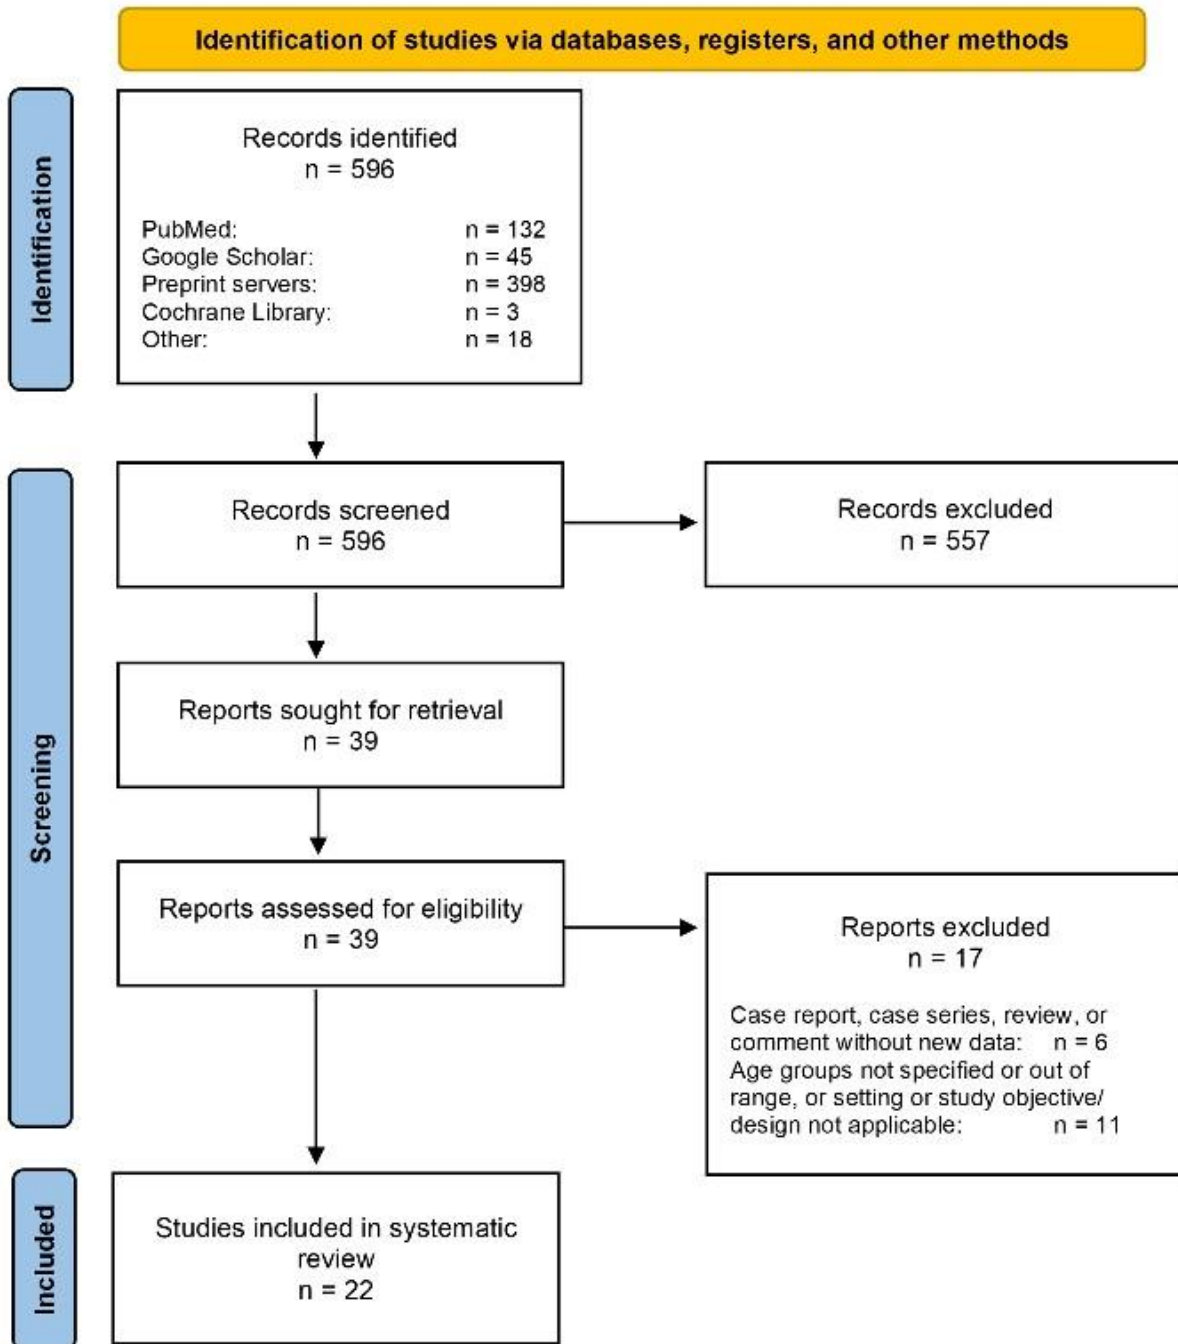 Identification of studies via databases, registers, and other methods
Identification
Records identified
n = 596
PubMed: n = 132
Google Scholar: n = 45
Preprint servers: n = 398
Cochrane Library: n = 3
Other: n = 18
Screening
Records screened
n = 596
Records excluded
n = 557
Reports sought for retrieval
n = 39
Reports assessed for eligibility
n = 39
Reports excluded
n = 17
Case report, case series, review, or
comment without new data: n = 6
Age groups not specified or out of
range, or setting or study objective/
design not applicable: n = 11
Included
Studies included in systematic
review
n = 22